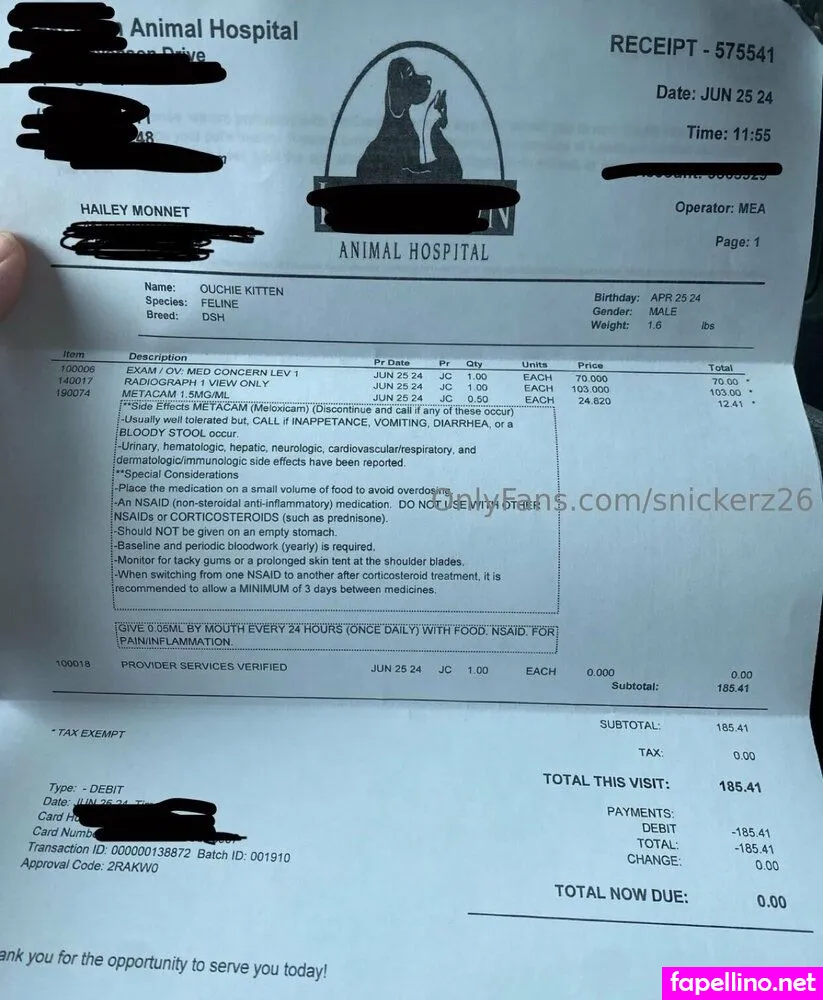 Animal Hospital
Drive
48
RECEIPT - 575541
Date: JUN 25 24
Time: 11:55
Operator: MEA
Page: 1
HAILEY MONNET
ANIMAL HOSPITAL
Name: OUCHIE KITTEN
Species: FELINE
Breed: DSH
Birthday: APR 25 24
Gender: MALE
Weight: 1.6 lbs
Item Description Pr Date Pr Qty Units Price Total
100006 EXAM / OV: MED CONCERN LEV 1 JUN 25 24 JC 1.00 EACH 70.000 70.00 *
140017 RADIOGRAPH 1 VIEW ONLY JUN 25 24 JC 1.00 EACH 103.000 103.00 *
190074 METACAM 1.5MG/ML JUN 25 24 JC 0.50 EACH 24.820 12.41 *
**Side Effects METACAM (Meloxicam) (Discontinue and call if any of these occur)
-Usually well tolerated but, CALL if INAPPETANCE, VOMITING, DIARRHEA, or a
BLOODY STOOL occur.
-Urinary, hematologic, hepatic, neurologic, cardiovascular/respiratory, and
dermatologic/immunologic side effects have been reported.
**Special Considerations
-Place the medication on a small volume of food to avoid overdosing.
-An NSAID (non-steroidal anti-inflammatory) medication. DO NOT USE WITH OTHER
NSAIDs or CORTICOSTEROIDS (such as prednisone).
-Should NOT be given on an empty stomach.
-Baseline and periodic bloodwork (yearly) is required.
-Monitor for tacky gums or a prolonged skin tent at the shoulder blades.
-When switching from one NSAID to another after corticosteroid treatment, it is
recommended to allow a MINIMUM of 3 days between medicines.
OnlyFans.com/snickerz26
GIVE 0.05ML BY MOUTH EVERY 24 HOURS (ONCE DAILY) WITH FOOD. NSAID. FOR
PAIN/INFLAMMATION.
100018 PROVIDER SERVICES VERIFIED JUN 25 24 JC 1.00 EACH 0.000 0.00
Subtotal: 185.41
* TAX EXEMPT
SUBTOTAL: 185.41
TAX: 0.00
TOTAL THIS VISIT: 185.41
PAYMENTS:
DEBIT -185.41
TOTAL: -185.41
CHANGE: 0.00
TOTAL NOW DUE: 0.00
Type: - DEBIT
Date: JUN 25 24
Card
Card
Transaction ID: 000000138872 Batch ID: 001910
Approval Code: 2RAKW0
you for the opportunity to serve you today!
fapellino.net